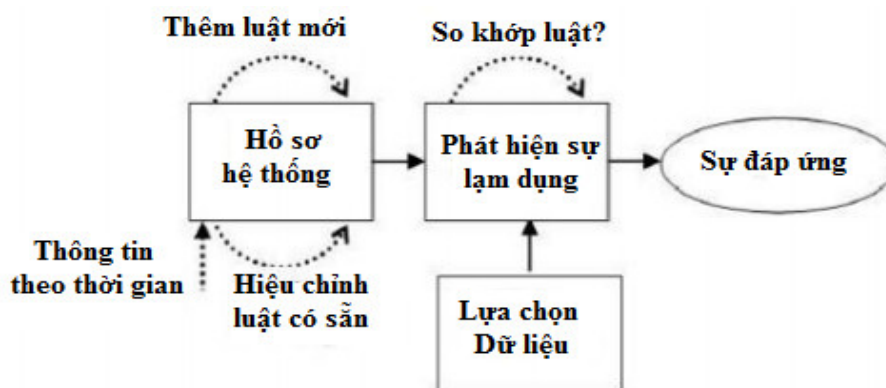 Thêm luật mới
So khớp luật?
Hồ sơ
hệ thống
Phát hiện sự
lạm dụng
Sự đáp ứng
Thông tin
theo thời gian
Hiệu chỉnh
luật có sẵn
Lựa chọn
Dữ liệu